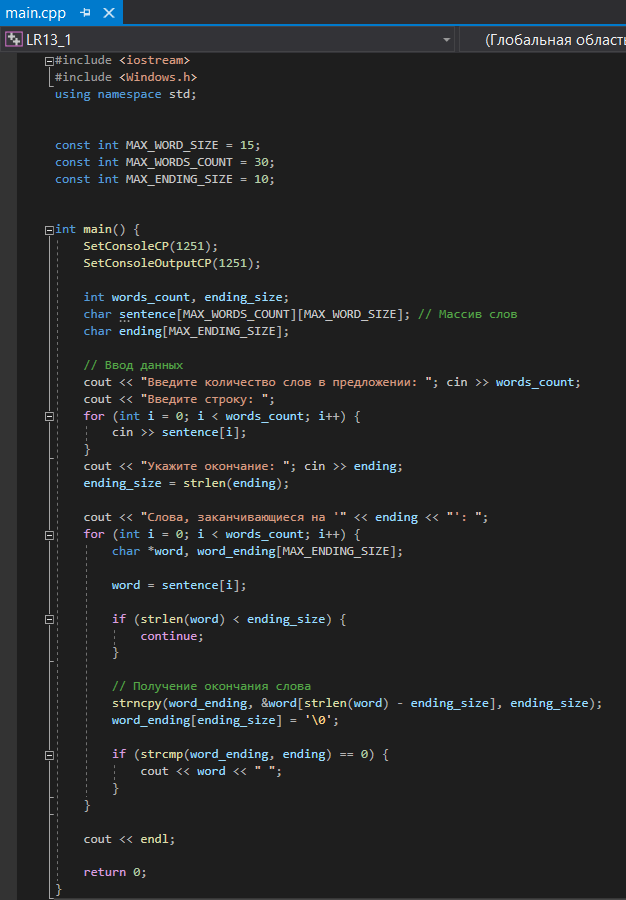 main.cpp
LR13_1
(Глобальная область
#include <iostream>
#include <Windows.h>
using namespace std;
const int MAX_WORD_SIZE = 15;
const int MAX_WORDS_COUNT = 30;
const int MAX_ENDING_SIZE = 10;
int main() {
SetConsoleCP(1251);
SetConsoleOutputCP(1251);
int words_count, ending_size;
char sentence[MAX_WORDS_COUNT][MAX_WORD_SIZE]; // Массив слов
char ending[MAX_ENDING_SIZE];
// Ввод данных
cout << "Введите количество слов в предложении: "; cin >> words_count;
cout << "Введите строку: ";
for (int i = 0; i < words_count; i++) {
cin >> sentence[i];
}
cout << "Укажите окончание: "; cin >> ending;
ending_size = strlen(ending);
cout << "Слова, заканчивающиеся на '" << ending << "': ";
for (int i = 0; i < words_count; i++) {
char *word, word_ending[MAX_ENDING_SIZE];
word = sentence[i];
if (strlen(word) < ending_size) {
continue;
}
// Получение окончания слова
strncpy(word_ending, &word[strlen(word) - ending_size], ending_size);
word_ending[ending_size] = '\0';
if (strcmp(word_ending, ending) == 0) {
cout << word << " ";
}
}
cout << endl;
return 0;
}